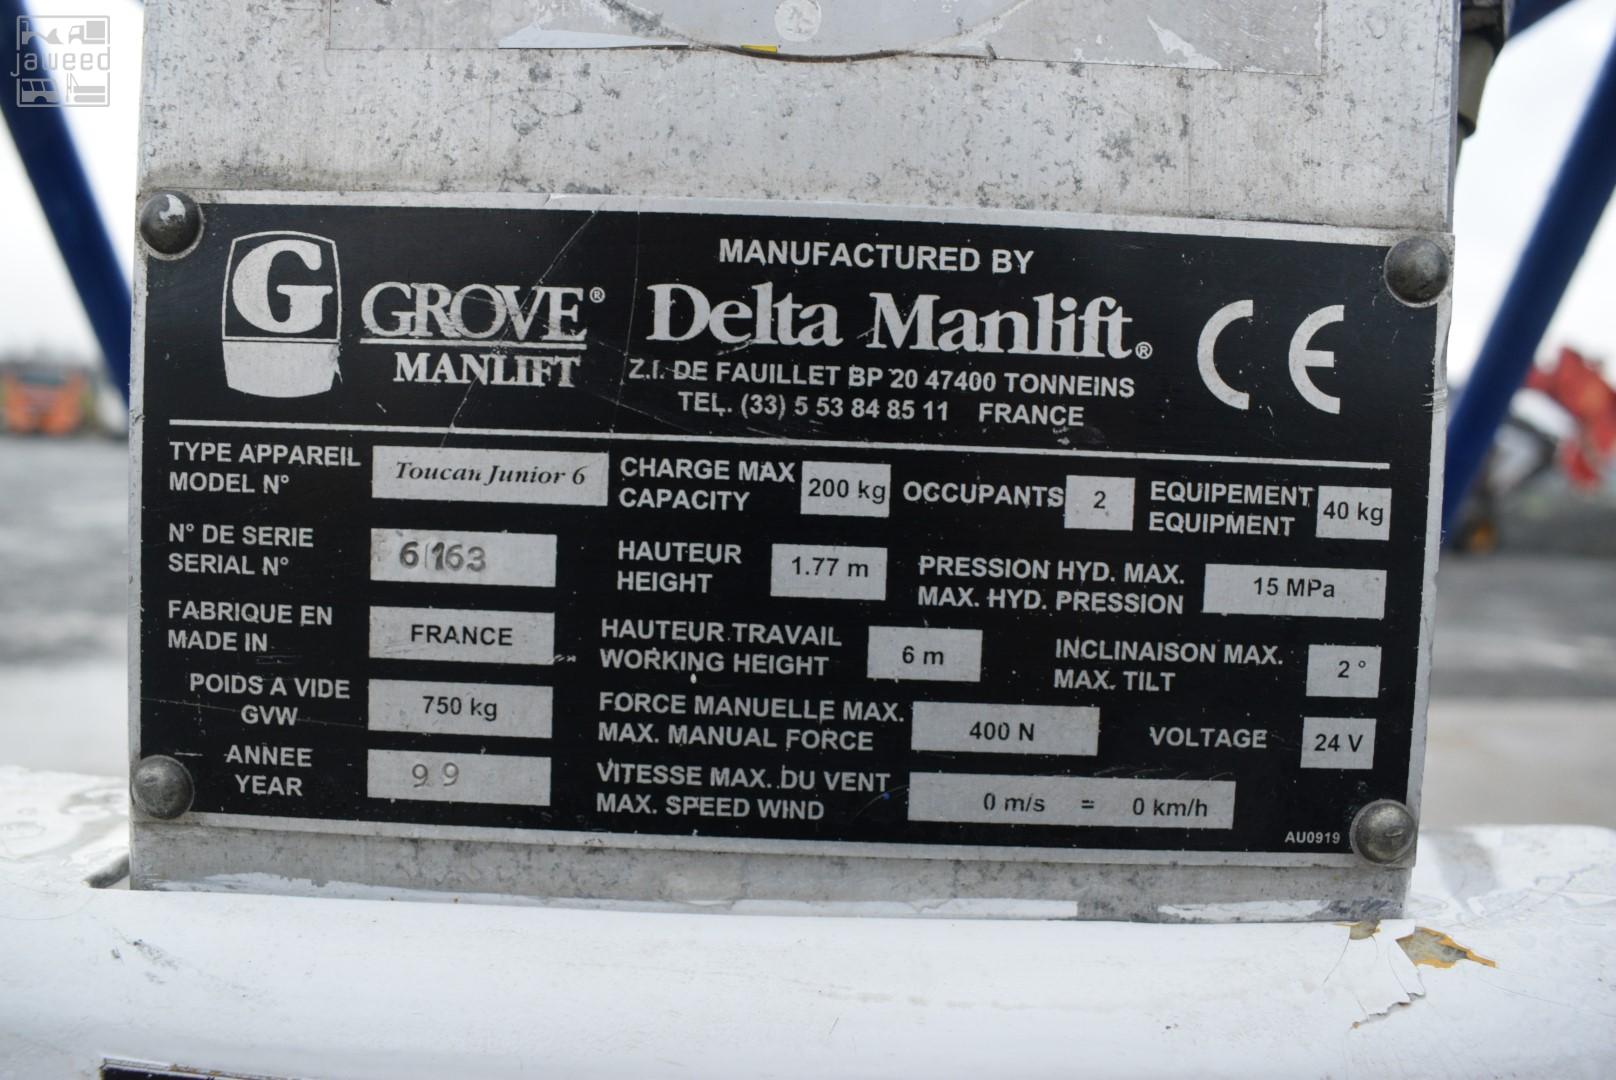 jaweed
MANUFACTURED BY
G GROVE® MANLIFT
Delta Manlift®
CE
Z.I. DE FAUILLET BP 20 47400 TONNEINS
TEL. (33) 5 53 84 85 11 FRANCE
TYPE APPAREIL
MODEL N° Toucan Junior 6
CHARGE MAX
CAPACITY 200 kg
OCCUPANTS 2
EQUIPEMENT
EQUIPMENT 40 kg
N° DE SERIE
SERIAL N° 6163
HAUTEUR
HEIGHT 1.77 m
PRESSION HYD. MAX.
MAX. HYD. PRESSION 15 MPa
FABRIQUE EN
MADE IN FRANCE
HAUTEUR TRAVAIL
WORKING HEIGHT 6 m
INCLINAISON MAX.
MAX. TILT 2 °
POIDS A VIDE
GVW 750 kg
FORCE MANUELLE MAX.
MAX. MANUAL FORCE 400 N
VOLTAGE 24 V
ANNEE
YEAR 99
VITESSE MAX. DU VENT
MAX. SPEED WIND 0 m/s = 0 km/h
AU0919